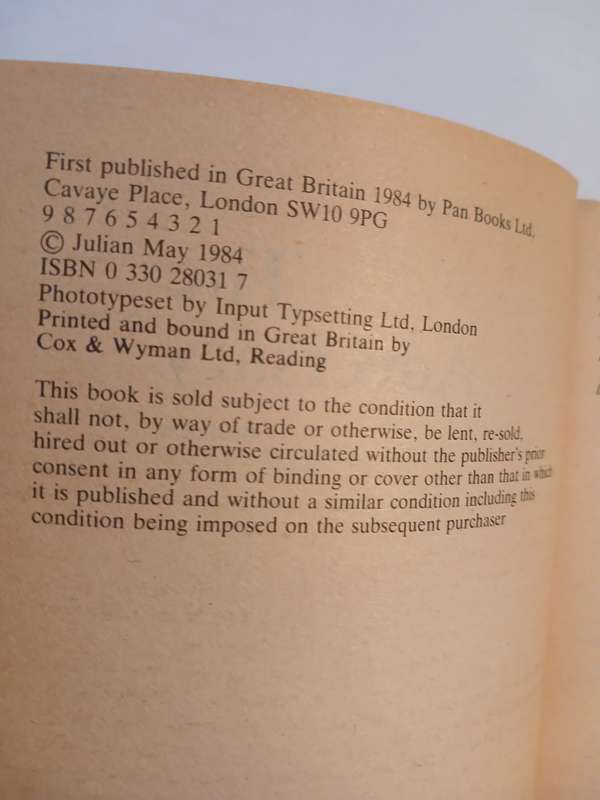 First published in Great Britain 1984 by Pan Books Ltd,
Cavaye Place, London SW10 9PG
9 8 7 6 5 4 3 2 1
© Julian May 1984
ISBN 0 330 28031 7
Phototypeset by Input Typsetting Ltd, London
Printed and bound in Great Britain by
Cox & Wyman Ltd, Reading
This book is sold subject to the condition that it
shall not, by way of trade or otherwise, be lent, re-sold,
hired out or otherwise circulated without the publisher's prior
consent in any form of binding or cover other than that in which
it is published and without a similar condition including this
condition being imposed on the subsequent purchaser